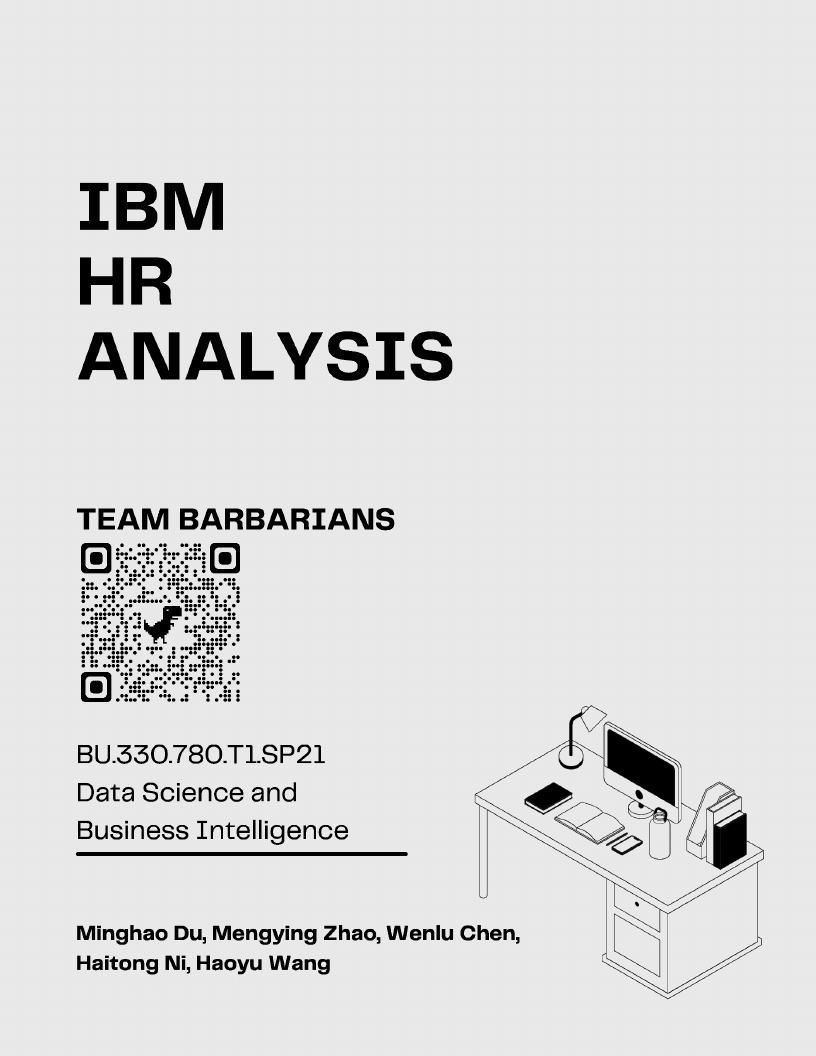 IBM
HR
ANALYSIS
TEAM BARBARIANS
BU.330.780.T1.SP21
Data Science and
Business Intelligence
Minghao Du, Mengying Zhao, Wenlu Chen,
Haitong Ni, Haoyu Wang